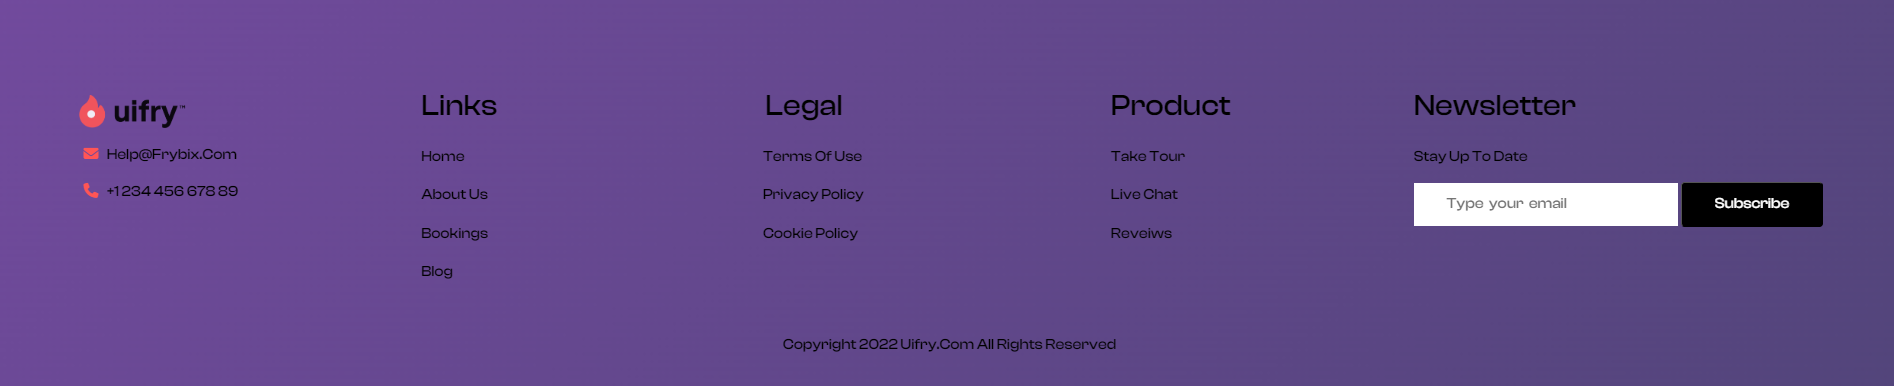 uifry™
Help@Frybix.Com
+1 234 456 678 89
Links
Home
About Us
Bookings
Blog
Legal
Terms Of Use
Privacy Policy
Cookie Policy
Product
Take Tour
Live Chat
Reveiws
Newsletter
Stay Up To Date
Type your email
Subscribe
Copyright 2022 Uifry.Com All Rights Reserved